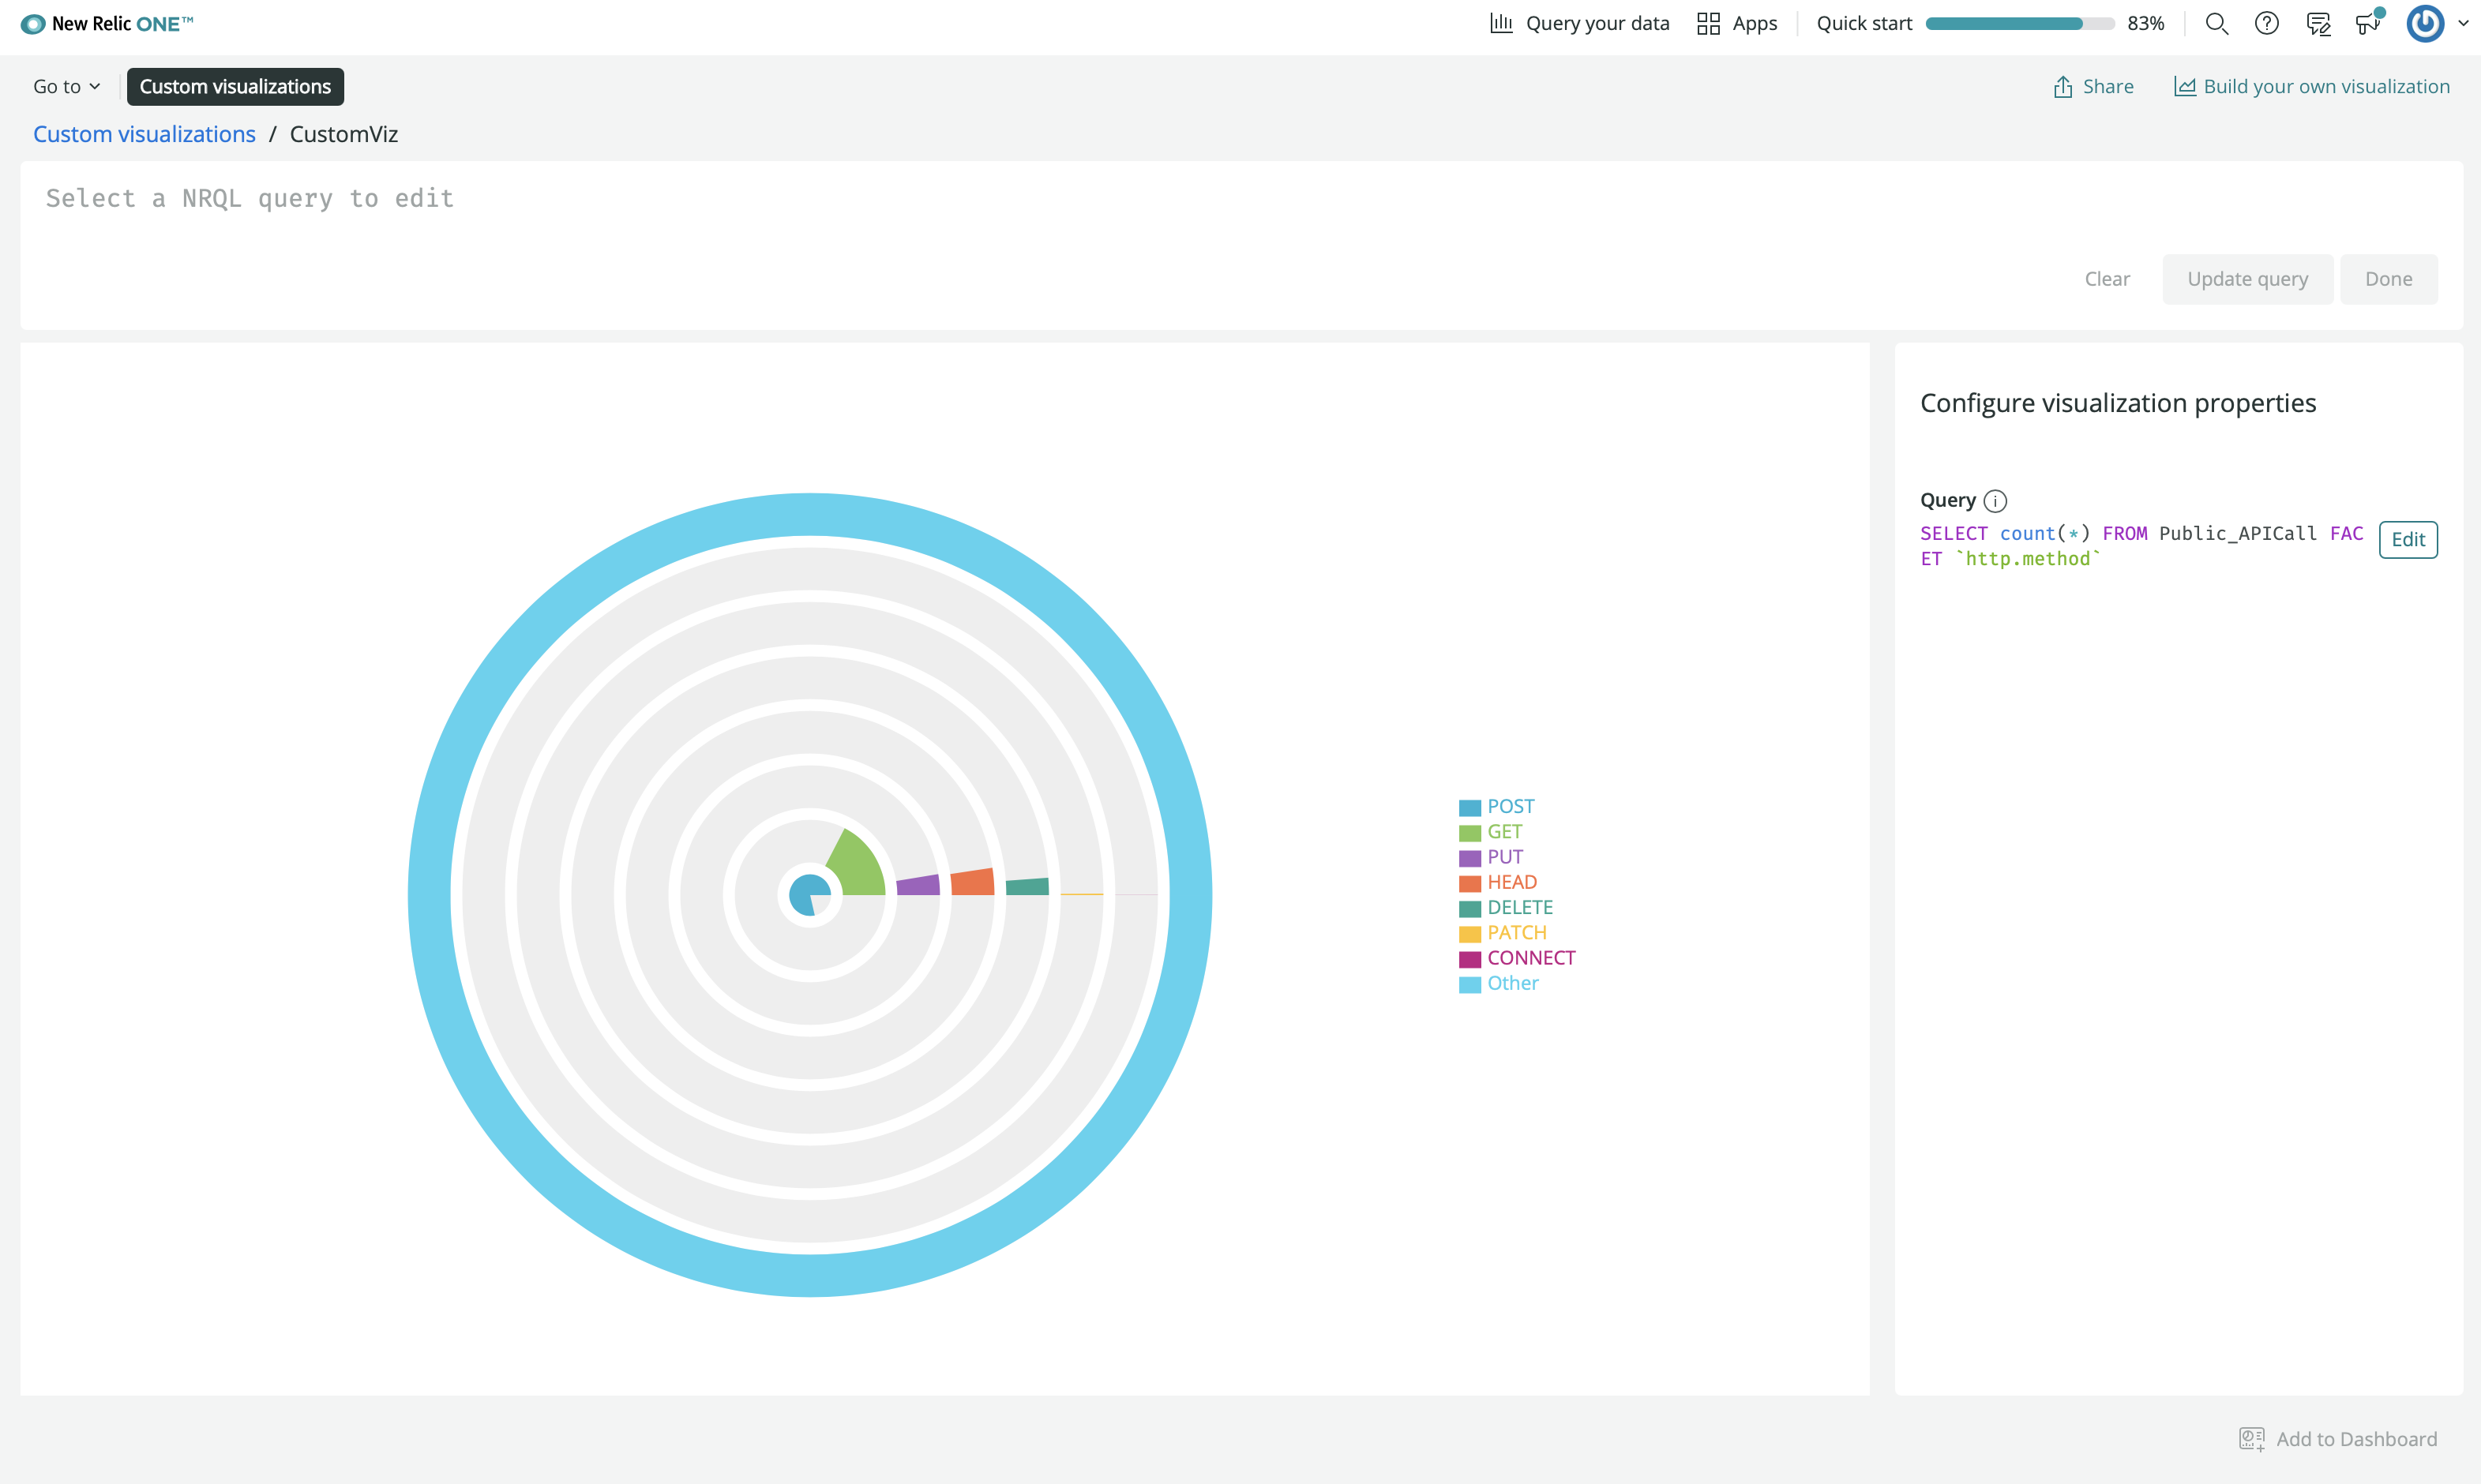 New Relic ONE™
Query your data
Apps
Quick start
83%
Go to
Custom visualizations
Share
Build your own visualization
Custom visualizations / CustomViz
Select a NRQL query to edit
Clear
Update query
Done
Configure visualization properties
Query
SELECT count(*) FROM Public_APICall FAC
ET `http.method`
Edit
POST
GET
PUT
HEAD
DELETE
PATCH
CONNECT
Other
Add to Dashboard